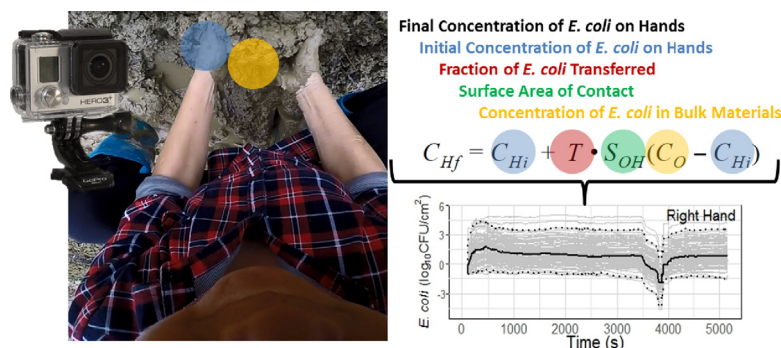 HERO3+
GoPro
Final Concentration of E. coli on Hands
Initial Concentration of E. coli on Hands
Fraction of E. coli Transferred
Surface Area of Contact
Concentration of E. coli in Bulk Materials
C_Hf = C_Hi + T • S_OH(C_O − C_Hi)
Right Hand
E. coli (log₁₀CFU/cm²)
6
3
0
-3
0 1000 2000 3000 4000 5000
Time (s)